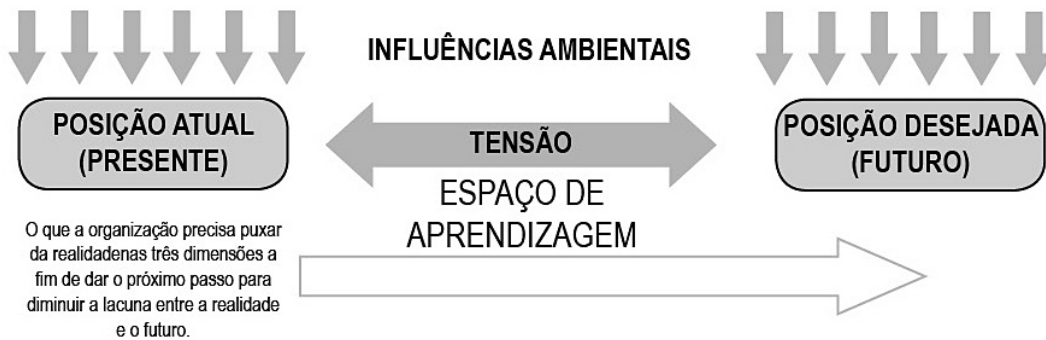 INFLUÊNCIAS AMBIENTAIS
POSIÇÃO ATUAL
(PRESENTE)
TENSÃO
POSIÇÃO DESEJADA
(FUTURO)
ESPAÇO DE
APRENDIZAGEM
O que a organização precisa puxar
da realidadenas três dimensões a
fim de dar o próximo passo para
diminuir a lacuna entre a realidade
e o futuro.